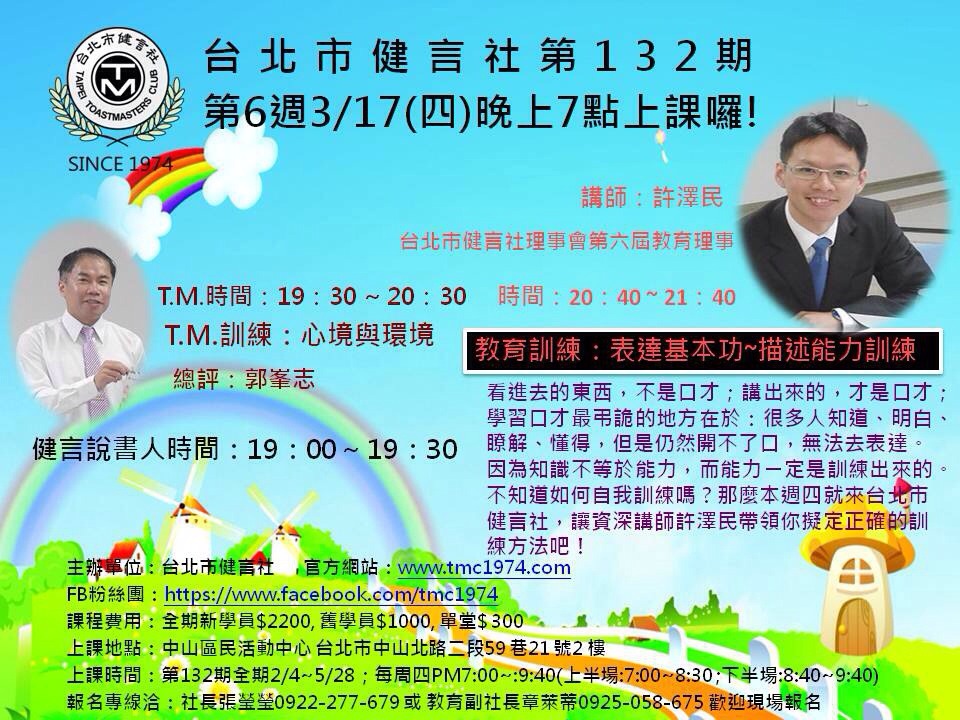 台北市健言社
TAIPEI TOASTMASTERS CLUB
TM
SINCE 1974
台北市健言社第132期
第6週3/17(四)晚上7點上課囉!
講師：許澤民
台北市健言社理事會第六屆教育理事
T.M.時間：19：30 ~ 20：30
時間：20：40 ~ 21：40
T.M.訓練：心境與環境
總評：郭峯志
教育訓練：表達基本功~描述能力訓練
健言說書人時間：19：00 ~ 19：30
看進去的東西，不是口才；講出來的，才是口才；
學習口才最弔詭的地方在於：很多人知道、明白、
瞭解、懂得，但是仍然開不了口，無法去表達。
因為知識不等於能力，而能力一定是訓練出來的。
不知道如何自我訓練嗎？那麼本週四就來台北市
健言社，讓資深講師許澤民帶領你擬定正確的訓
練方法吧！
主辦單位：台北市健言社　，官方網站：www.tmc1974.com
FB粉絲團：https://www.facebook.com/tmc1974
課程費用：全期新學員$2200, 舊學員$1000, 單堂$300
上課地點：中山區民活動中心 台北市中山北路二段59巷21號2樓
上課時間：第132期全期2/4~5/28；每周四PM7:00~:9:40(上半場:7:00~8:30;下半場:8:40~9:40)
報名專線洽：社長張瑩瑩0922-277-679 或 教育副社長章萊蒂0925-058-675 歡迎現場報名